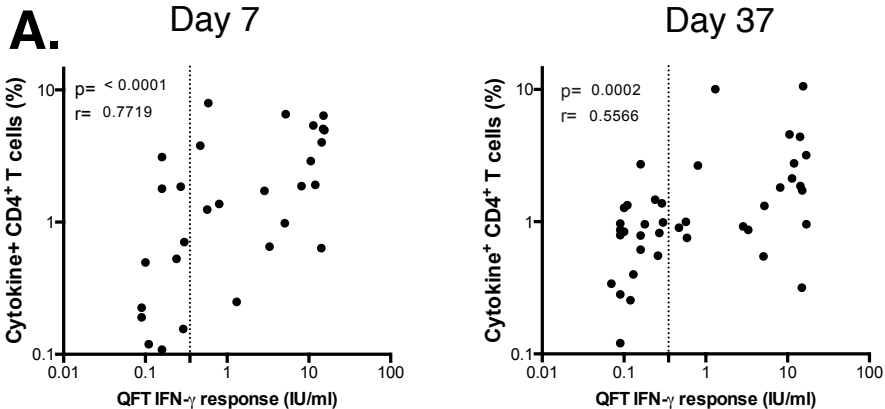 A.
Day 7
Day 37
Cytokine+ CD4+ T cells (%)
p= < 0.0001
r= 0.7719
10
1
0.1
0.01 0.1 1 10 100
QFT IFN-γ response (IU/ml)
Cytokine+ CD4+ T cells (%)
p= 0.0002
r= 0.5566
10
1
0.1
0.01 0.1 1 10 100
QFT IFN-γ response (IU/ml)